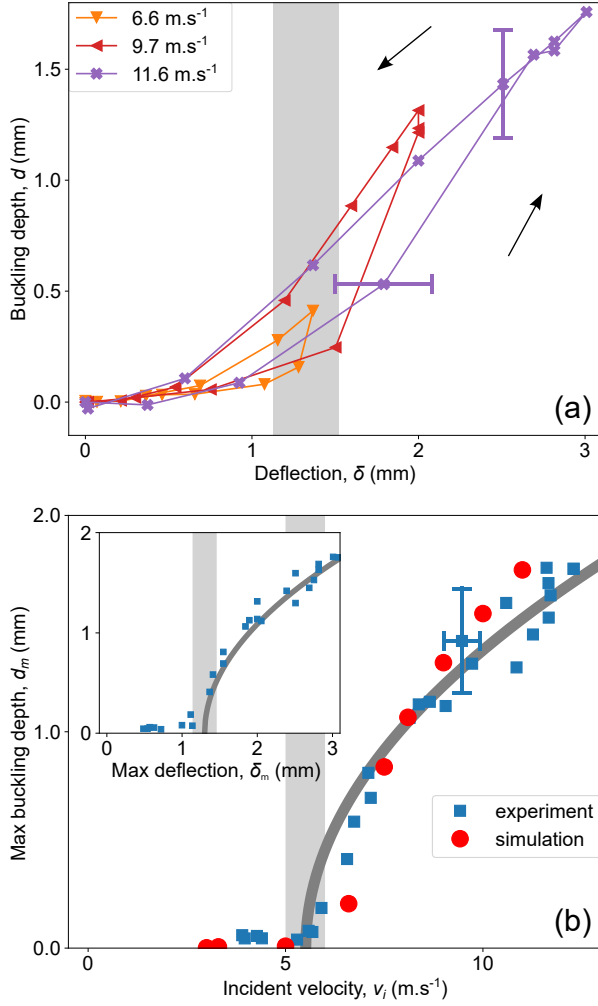 6.6 m.s⁻¹
9.7 m.s⁻¹
11.6 m.s⁻¹
1.5
1.0
0.5
0.0
Buckling depth, d (mm)
(a)
0 1 2 3
Deflection, δ (mm)
2.0
1.0
0.0
Max buckling depth, dₘ (mm)
2
1
0
0 1 2 3
Max deflection, δₘ (mm)
experiment
simulation
(b)
0 5 10
Incident velocity, vᵢ (m.s⁻¹)